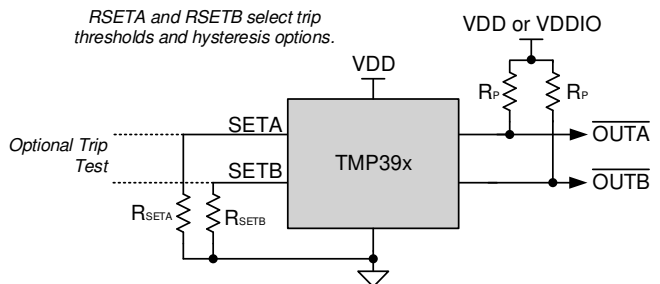 RSETA and RSETB select trip
thresholds and hysteresis options.
VDD or VDDIO
VDD
RP
RP
SETA
OUTA
Optional Trip
Test
SETB
TMP39x
OUTB
RSETA
RSETB